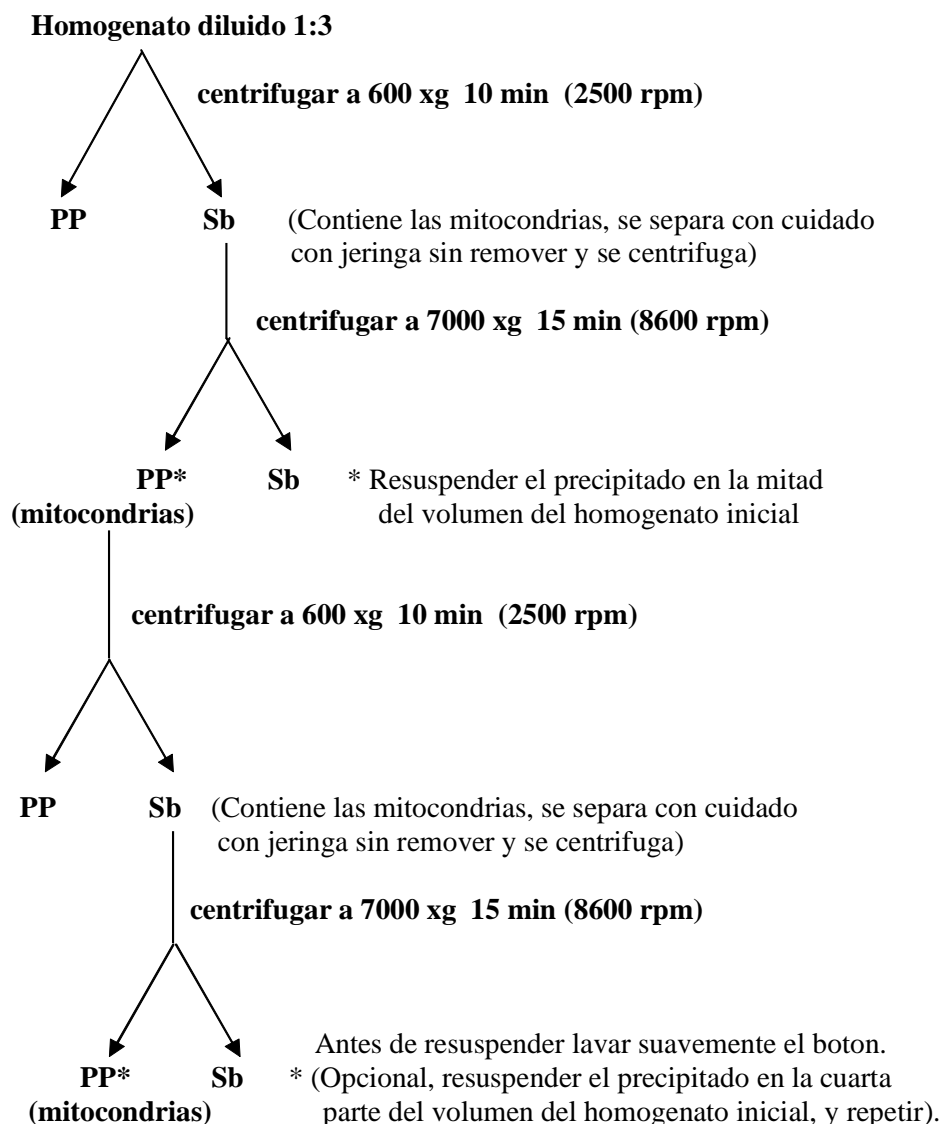 Homogenato diluido 1:3
centrifugar a 600 xg 10 min (2500 rpm)
PP Sb (Contiene las mitocondrias, se separa con cuidado
con jeringa sin remover y se centrifuga)
centrifugar a 7000 xg 15 min (8600 rpm)
PP* Sb * Resuspender el precipitado en la mitad
(mitocondrias) del volumen del homogenato inicial
centrifugar a 600 xg 10 min (2500 rpm)
PP Sb (Contiene las mitocondrias, se separa con cuidado
con jeringa sin remover y se centrifuga)
centrifugar a 7000 xg 15 min (8600 rpm)
Antes de resuspender lavar suavemente el boton.
PP* Sb * (Opcional, resuspender el precipitado en la cuarta
(mitocondrias) parte del volumen del homogenato inicial, y repetir).